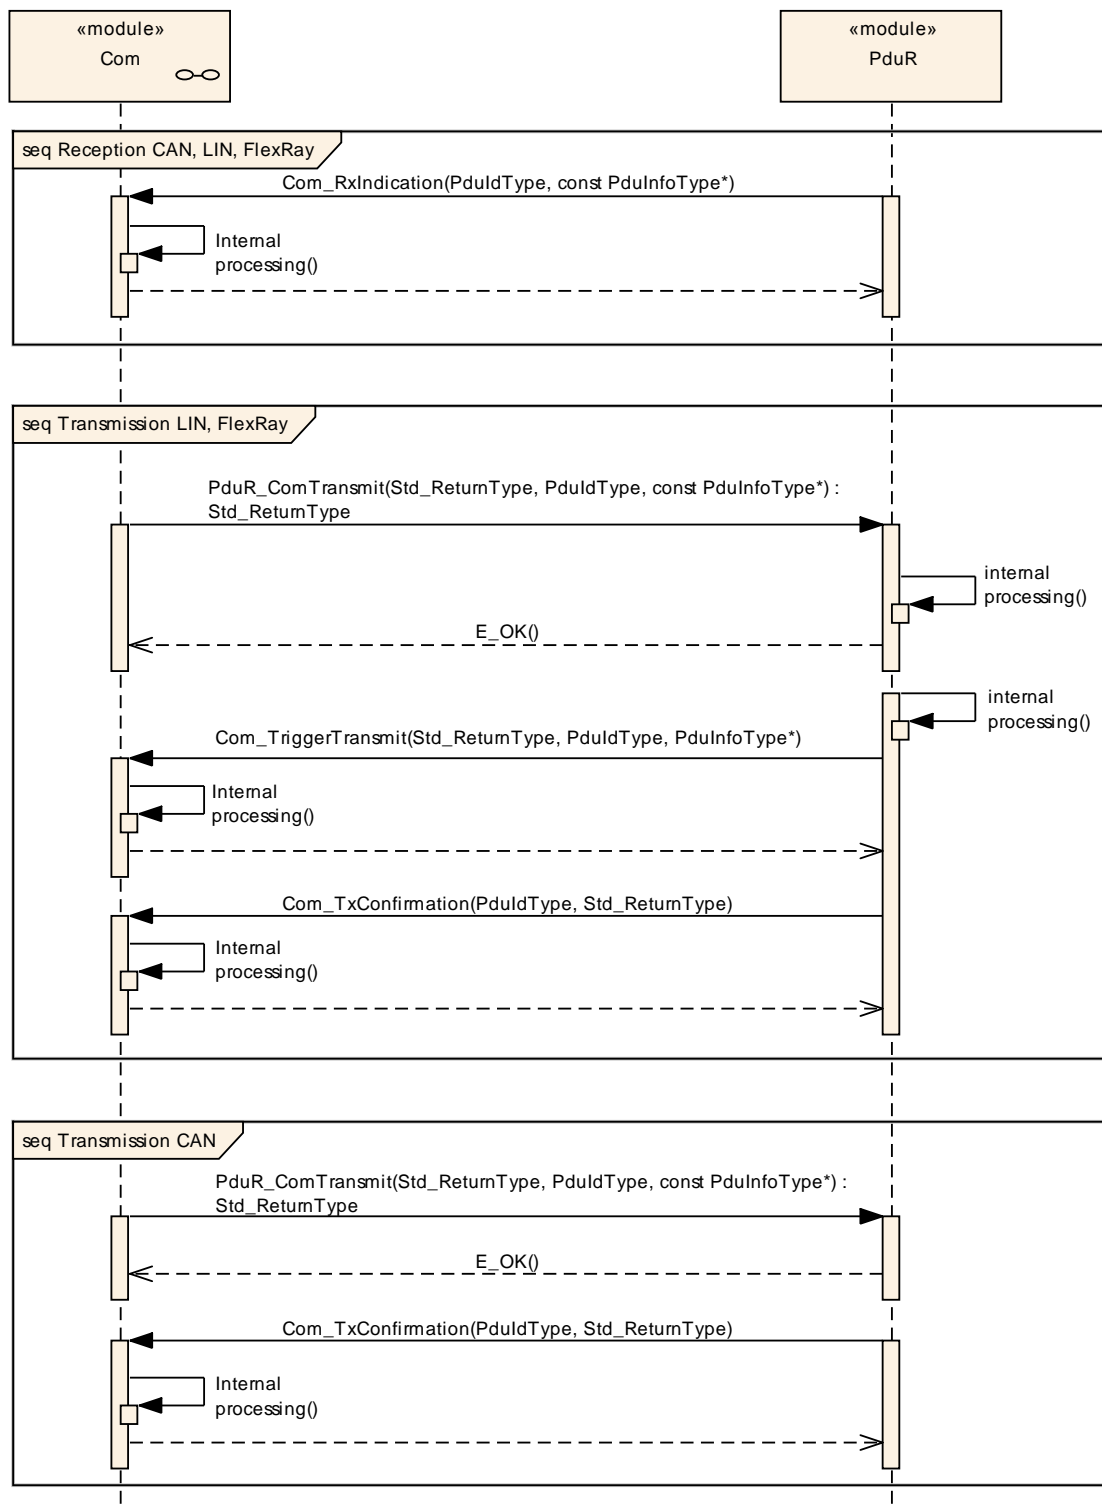 «module»
Com
«module»
PduR
seq Reception CAN, LIN, FlexRay
Com_RxIndication(PduIdType, const PduInfoType*)
Internal
processing()
seq Transmission LIN, FlexRay
PduR_ComTransmit(Std_ReturnType, PduIdType, const PduInfoType*) :
Std_ReturnType
internal
processing()
E_OK()
internal
processing()
Com_TriggerTransmit(Std_ReturnType, PduIdType, PduInfoType*)
Internal
processing()
Com_TxConfirmation(PduIdType, Std_ReturnType)
Internal
processing()
seq Transmission CAN
PduR_ComTransmit(Std_ReturnType, PduIdType, const PduInfoType*) :
Std_ReturnType
E_OK()
Com_TxConfirmation(PduIdType, Std_ReturnType)
Internal
processing()